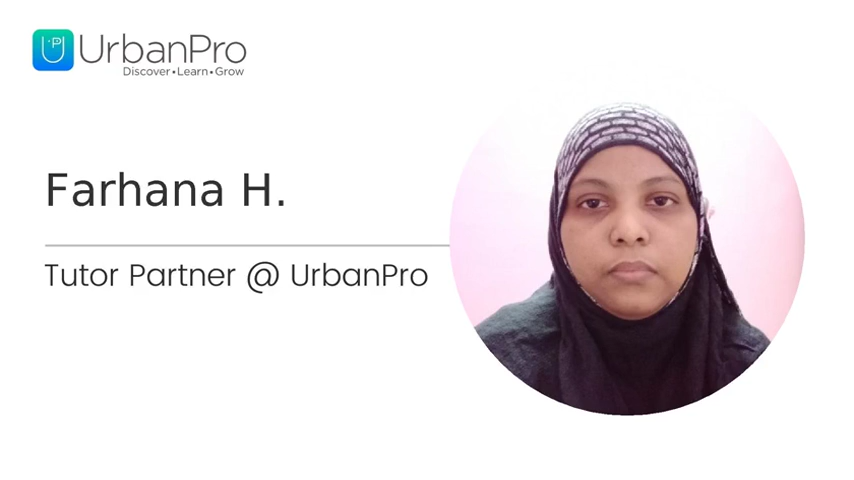 UrbanPro
Discover•Learn•Grow
Farhana H.
Tutor Partner @ UrbanPro